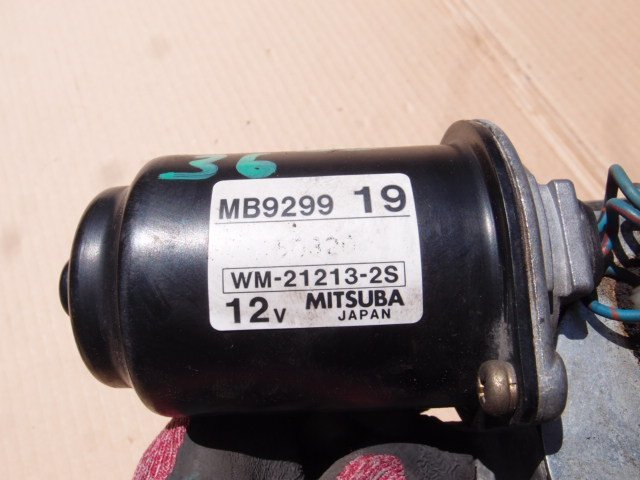 36
MB9299 19
WM-21213-2S
12V MITSUBA
JAPAN